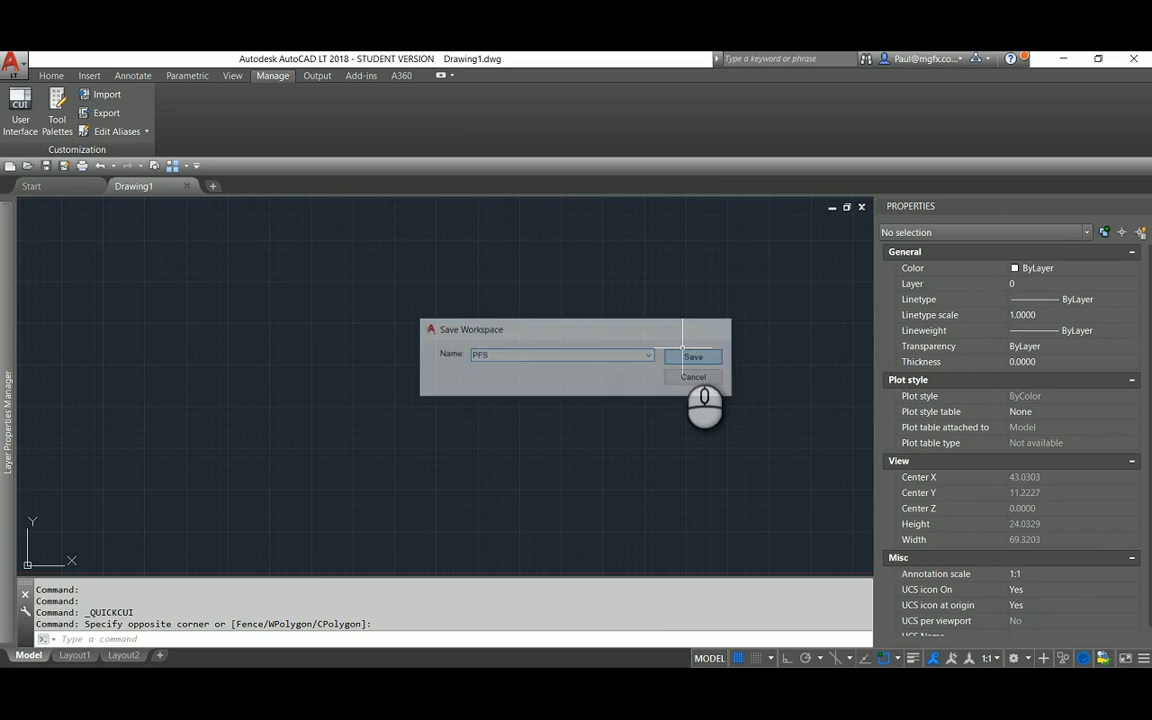 Autodesk AutoCAD LT 2018 - STUDENT VERSION Drawing1.dwg
Type a keyword or phrase
Paul@mgfx.co...
LT
Home Insert Annotate Parametric View Manage Output Add-ins A360
CUI
User Interface
Tool Palettes
Import
Export
Edit Aliases
Customization
Start Drawing1
Save Workspace
Name: PFS
Save
Cancel
Y
X
Layer Properties Manager
PROPERTIES
No selection
General
Color ByLayer
Layer 0
Linetype ByLayer
Linetype scale 1.0000
Lineweight ByLayer
Transparency ByLayer
Thickness 0.0000
Plot style
Plot style ByColor
Plot style table None
Plot table attached to Model
Plot table type Not available
View
Center X 43.0303
Center Y 11.2227
Center Z 0.0000
Height 24.0329
Width 69.3203
Misc
Annotation scale 1:1
UCS icon On Yes
UCS icon at origin Yes
UCS per viewport No
UCS Name
Command:
Command:
Command: _QUICKCUI
Command: Specify opposite corner or [Fence/WPolygon/CPolygon]:
Type a command
Model Layout1 Layout2
MODEL 1:1